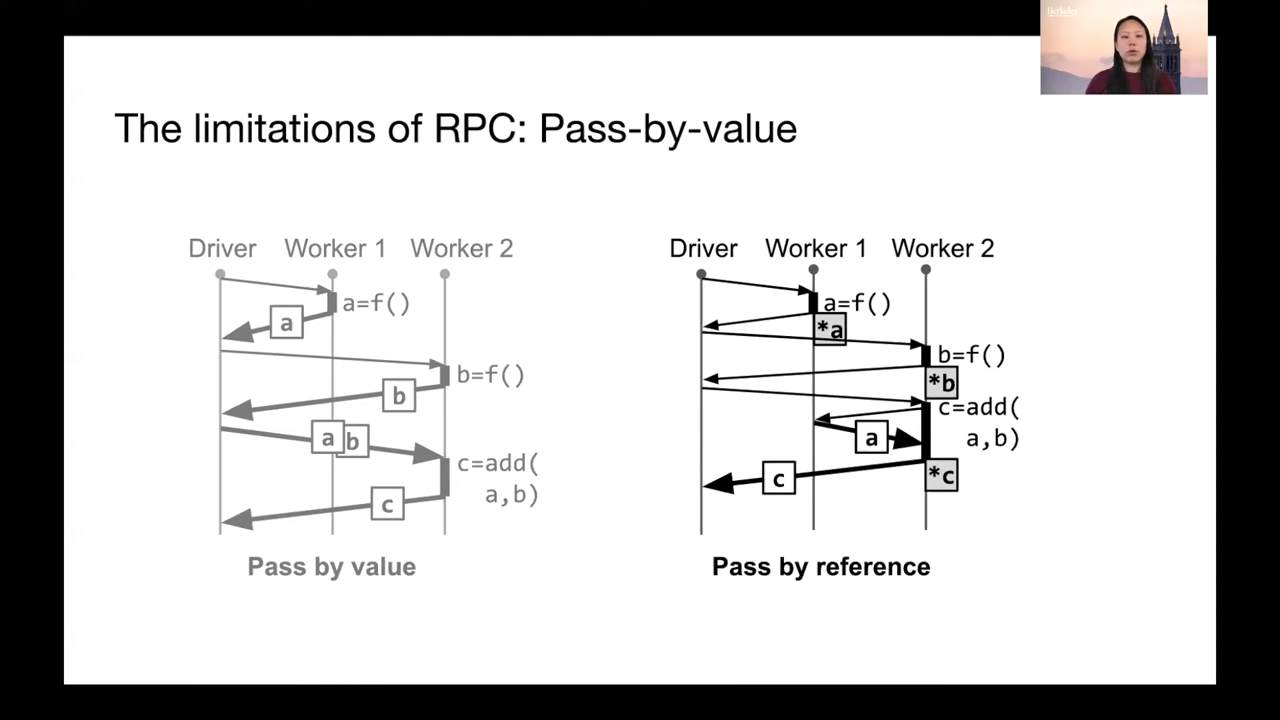 Berkeley
The limitations of RPC: Pass-by-value
Driver Worker 1 Worker 2
a=f()
a
b=f()
b
a b
c=add(
a,b)
c
Pass by value
Driver Worker 1 Worker 2
a=f()
*a
b=f()
*b
c=add(
a,b)
a
*c
c
Pass by reference